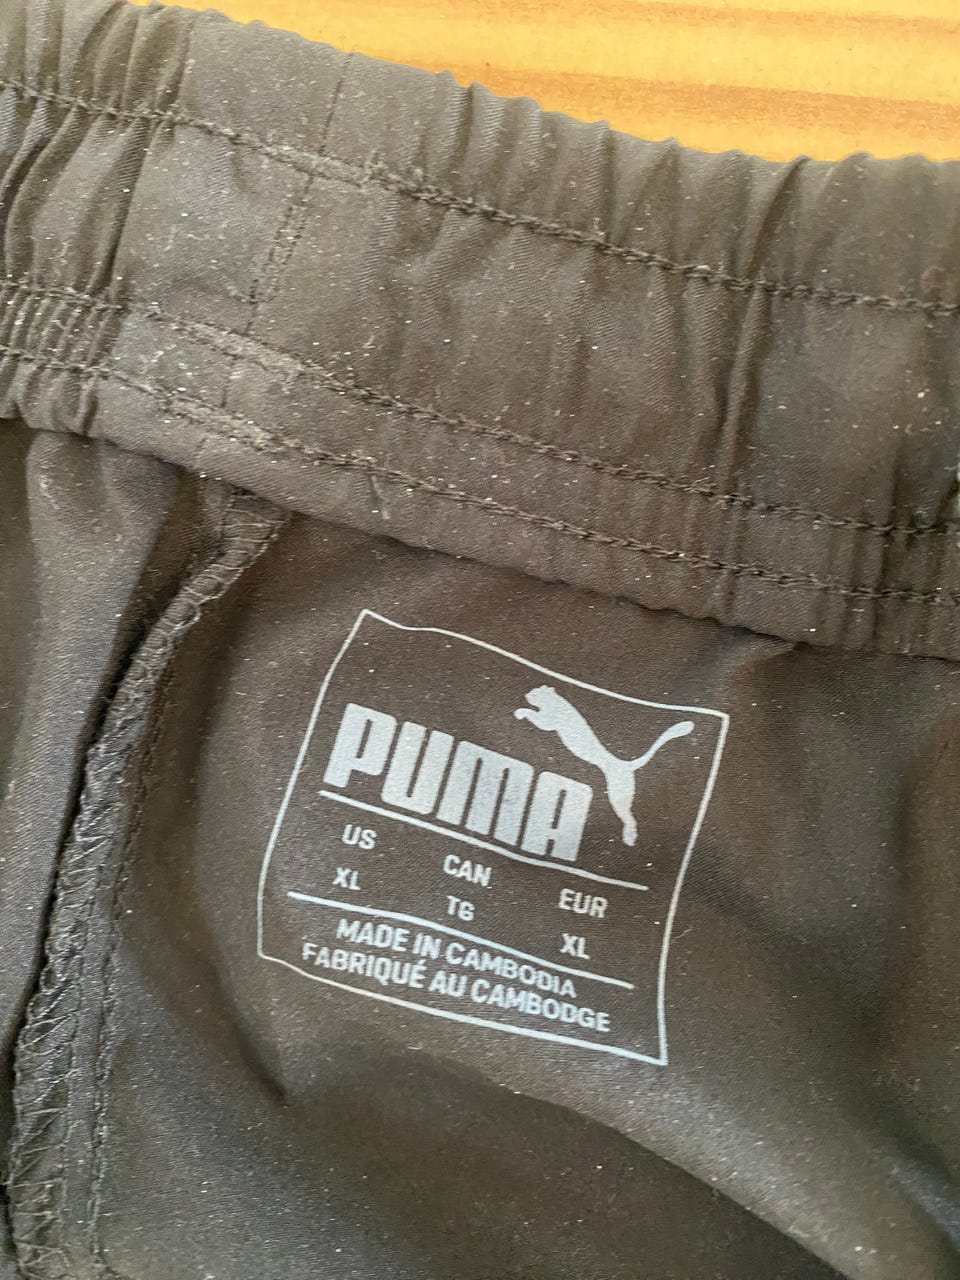 PUMA
US CAN EUR
XL TG XL
MADE IN CAMBODIA
FABRIQUÉ AU CAMBODGE